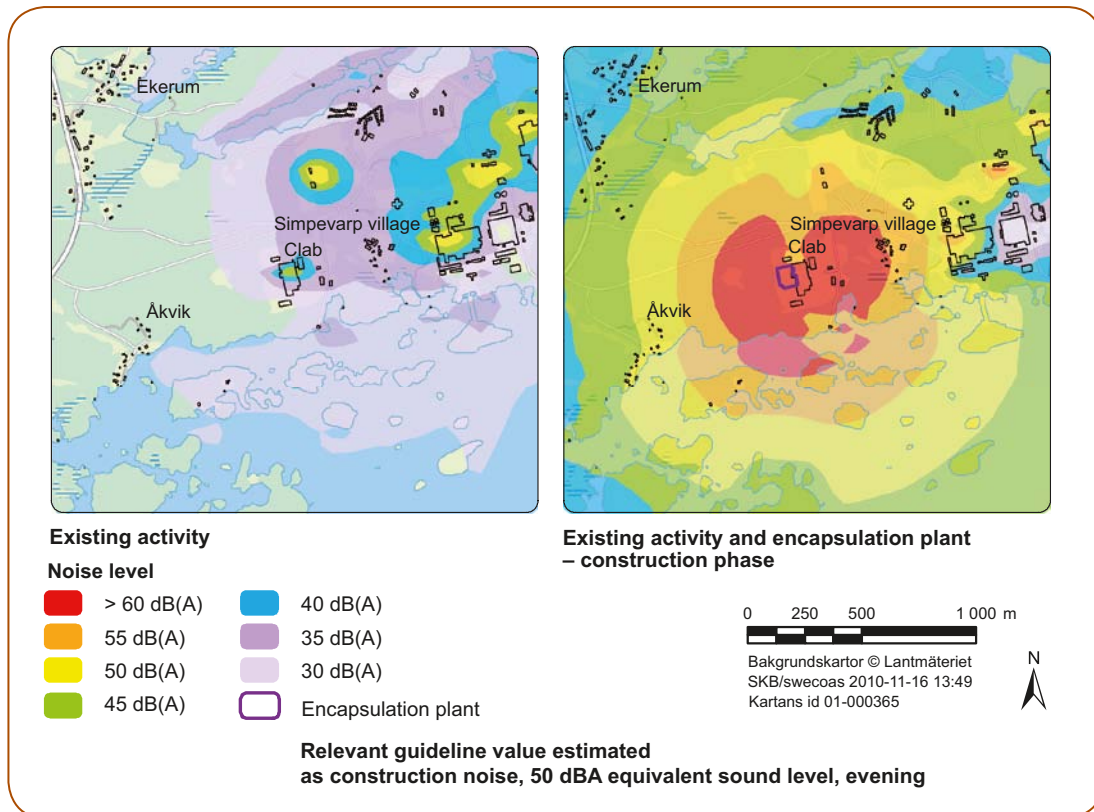 Ekerum
Simpevarp village
Clab
Åkvik
Ekerum
Simpevarp village
Clab
Åkvik
Existing activity
Existing activity and encapsulation plant
– construction phase
Noise level
> 60 dB(A)
55 dB(A)
50 dB(A)
45 dB(A)
40 dB(A)
35 dB(A)
30 dB(A)
Encapsulation plant
0 250 500 1 000 m
Bakgrundskartor © Lantmäteriet
SKB/swecoas 2010-11-16 13:49
Kartans id 01-000365
N
Relevant guideline value estimated
as construction noise, 50 dBA equivalent sound level, evening